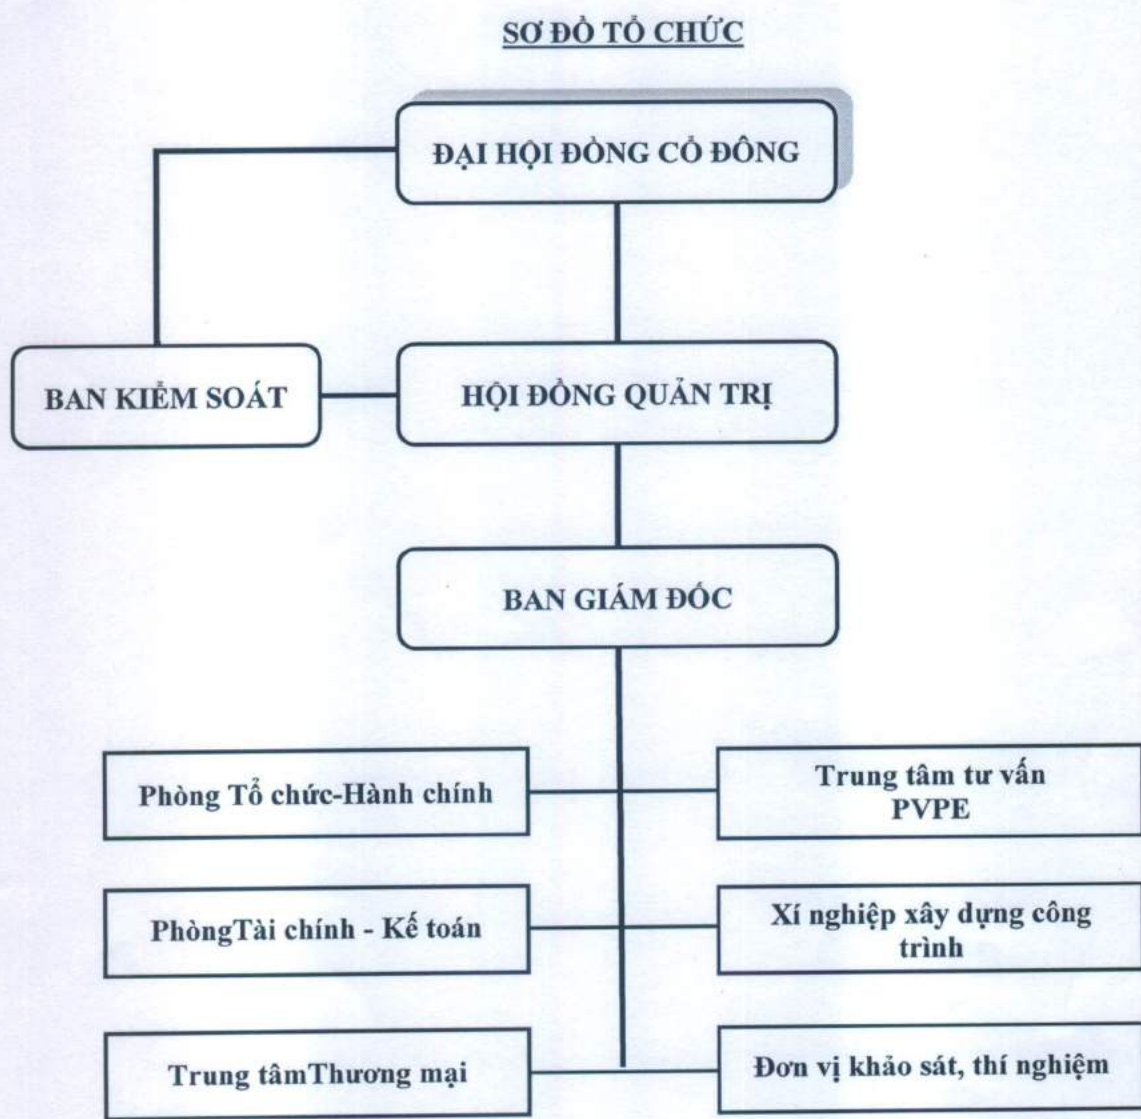 SƠ ĐỒ TỔ CHỨC
ĐẠI HỘI ĐỒNG CỔ ĐÔNG
BAN KIỂM SOÁT
HỘI ĐỒNG QUẢN TRỊ
BAN GIÁM ĐỐC
Phòng Tổ chức-Hành chính
Trung tâm tư vấn
PVPE
PhòngTài chính - Kế toán
Xí nghiệp xây dựng công
trình
Trung tâmThương mại
Đơn vị khảo sát, thí nghiệm